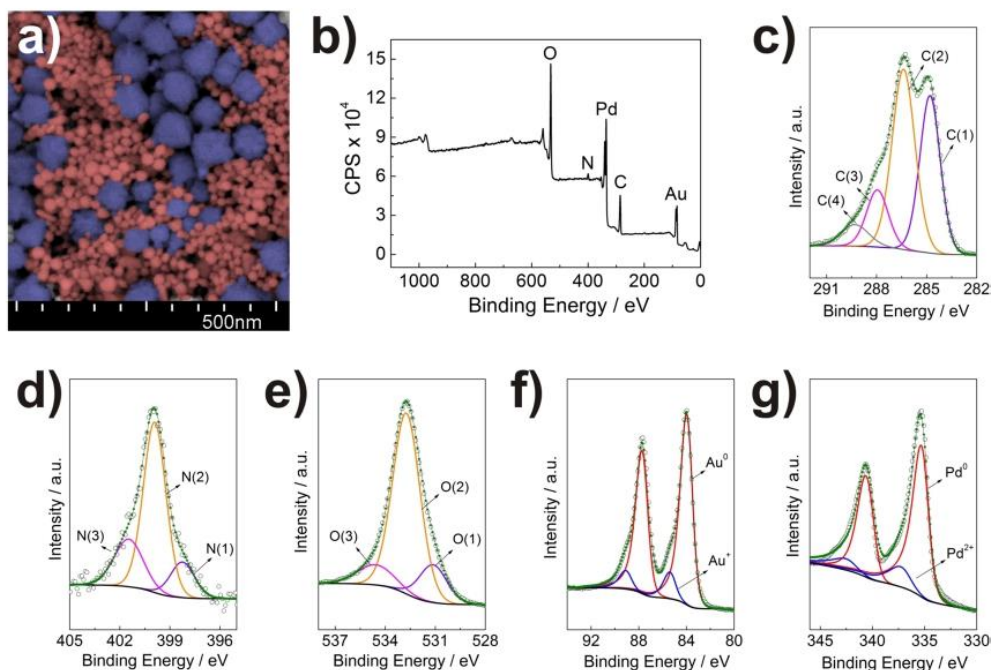 a)
500nm
b)
CPS x 10⁴
15
12
9
6
3
0
O
Pd
N
C
Au
1000 800 600 400 200 0
Binding Energy / eV
c)
Intensity / a.u.
C(2)
C(1)
C(3)
C(4)
291 288 285 282
Binding Energy / eV
d)
Intensity / a.u.
N(2)
N(3)
N(1)
405 402 399 396
Binding Energy / eV
e)
Intensity / a.u.
O(2)
O(3)
O(1)
537 534 531 528
Binding Energy / eV
f)
Intensity / a.u.
Au⁰
Au⁺
92 88 84 80
Binding Energy / eV
g)
Intensity / a.u.
Pd⁰
Pd²⁺
345 340 335 330
Binding Energy / eV